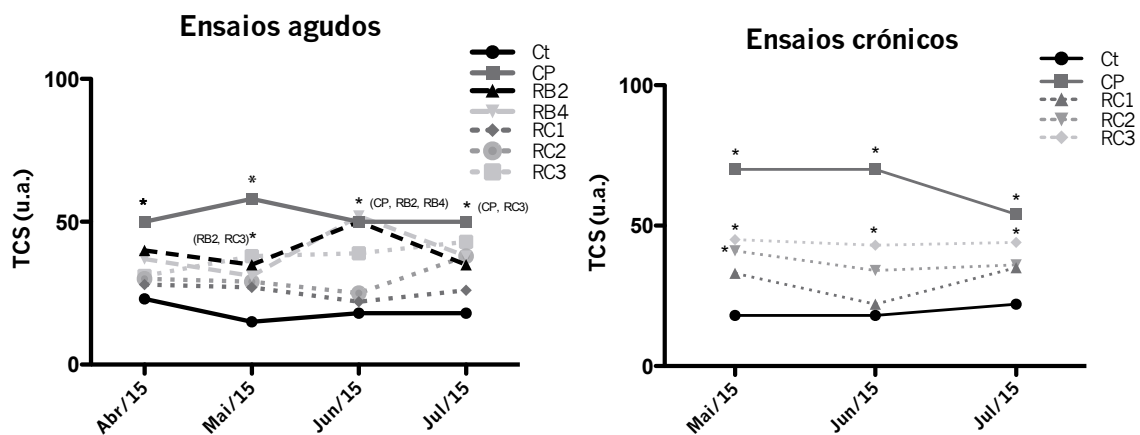 Ensaios agudos
Ct
CP
RB2
RB4
RC1
RC2
RC3
100
50
0
TCS (u.a.)
*
*
(RB2, RC3)*
* (CP, RB2, RB4)
* (CP, RC3)
Abr/15
Mai/15
Jun/15
Jul/15
Ensaios crónicos
Ct
CP
RC1
RC2
RC3
100
50
0
TCS (u.a.)
*
*
*
*
*
*
*
Mai/15
Jun/15
Jul/15